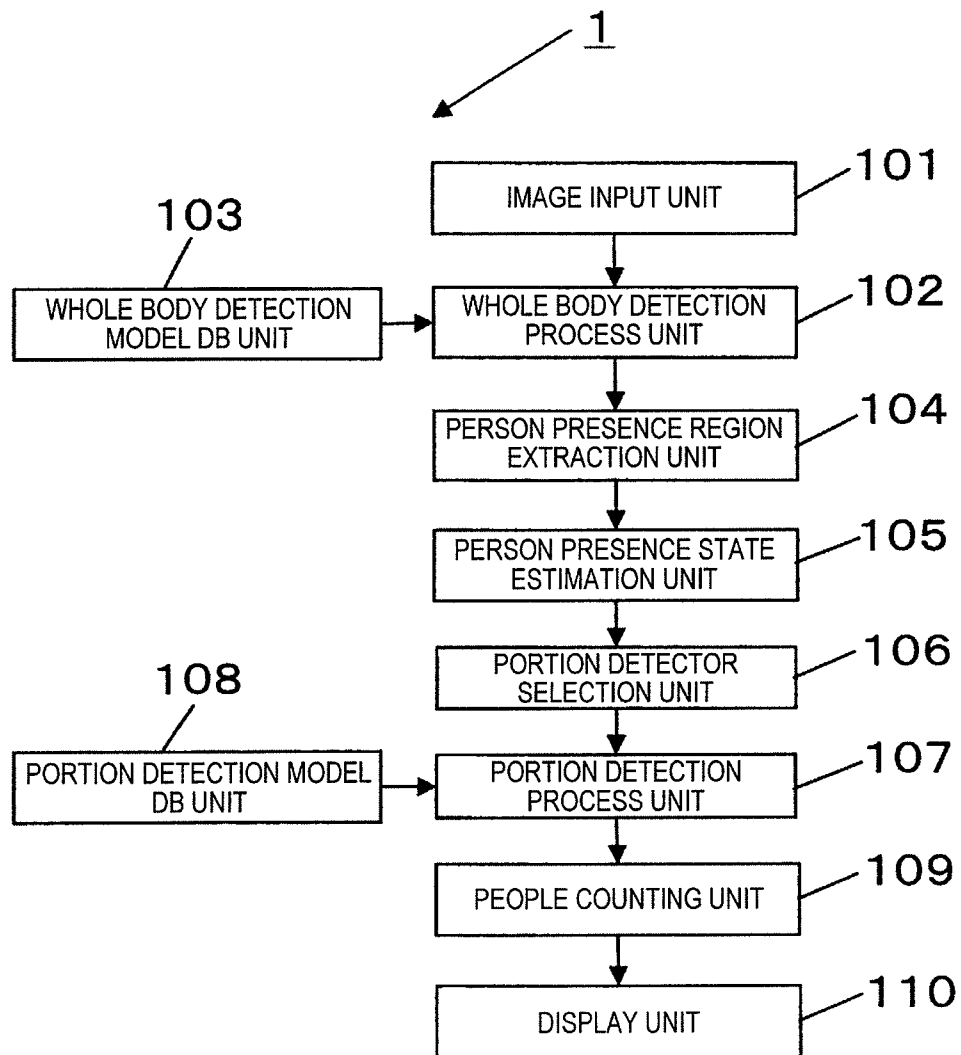 1
101
IMAGE INPUT UNIT
103
WHOLE BODY DETECTION
MODEL DB UNIT
WHOLE BODY DETECTION
PROCESS UNIT
102
PERSON PRESENCE REGION
EXTRACTION UNIT
104
PERSON PRESENCE STATE
ESTIMATION UNIT
105
PORTION DETECTOR
SELECTION UNIT
106
108
PORTION DETECTION MODEL
DB UNIT
PORTION DETECTION
PROCESS UNIT
107
PEOPLE COUNTING UNIT
109
DISPLAY UNIT
110